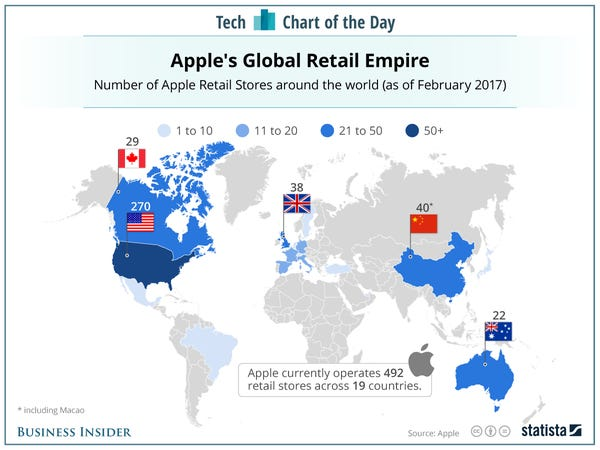 Tech Chart of the Day
Apple's Global Retail Empire
Number of Apple Retail Stores around the world (as of February 2017)
1 to 10
11 to 20
21 to 50
50+
29
270
38
40*
22
Apple currently operates 492
retail stores across 19 countries.
* including Macao
BUSINESS INSIDER
Source: Apple
statista